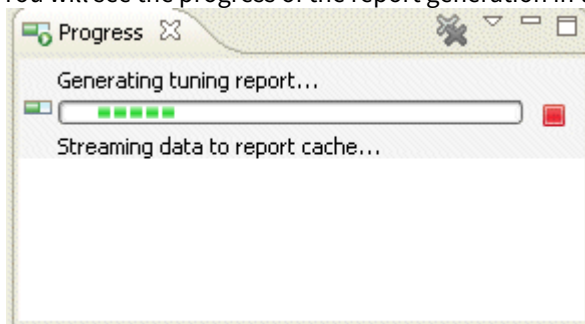 You will see the progress of the report generation in
Progress
Generating tuning report...
Streaming data to report cache...